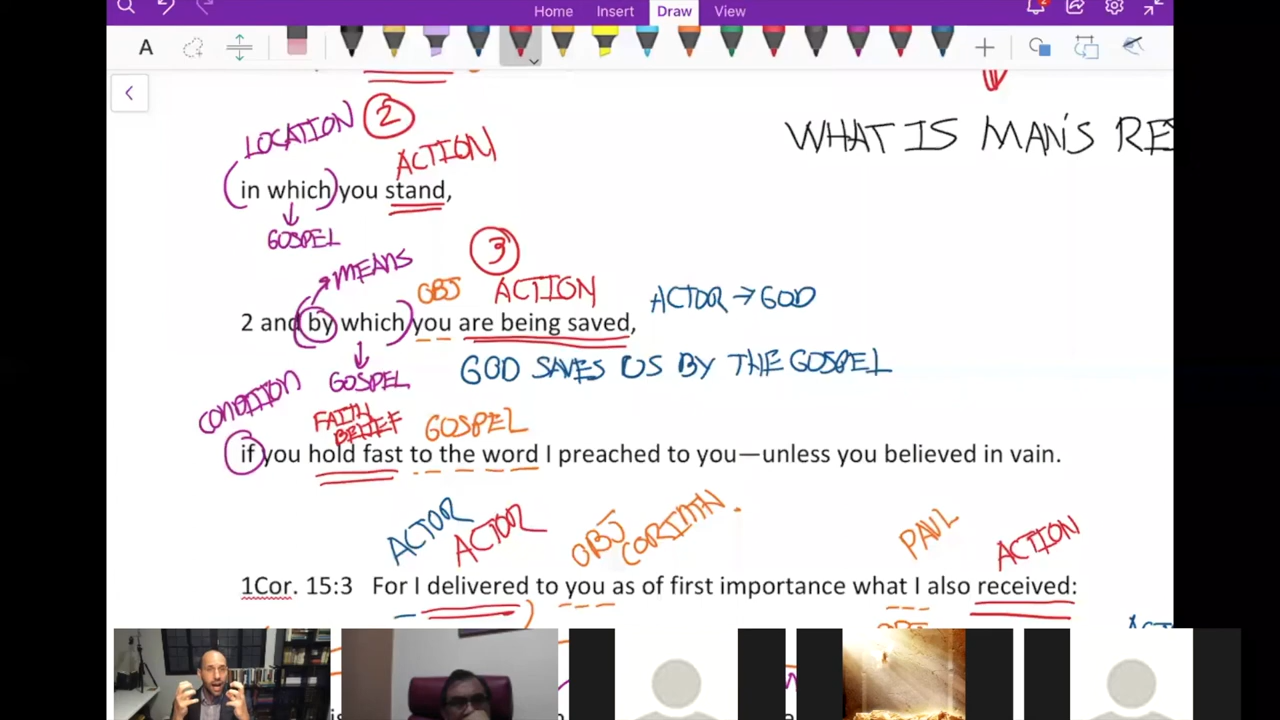 Home Insert Draw View
2
A
LOCATION 2
WHAT IS MAN'S RE
ACTION
(in which) you stand,
GOSPEL
MEANS 3
OBJ ACTION ACTOR → GOD
2 and (by which) you are being saved,
GOSPEL GOD SAVES US BY THE GOSPEL
CONDITION
FAITH
BELIEF GOSPEL
if you hold fast to the word I preached to you—unless you believed in vain.
ACTOR ACTOR OBJ CORINTH. PAUL ACTION
1Cor. 15:3 For I delivered to you as of first importance what I also received: